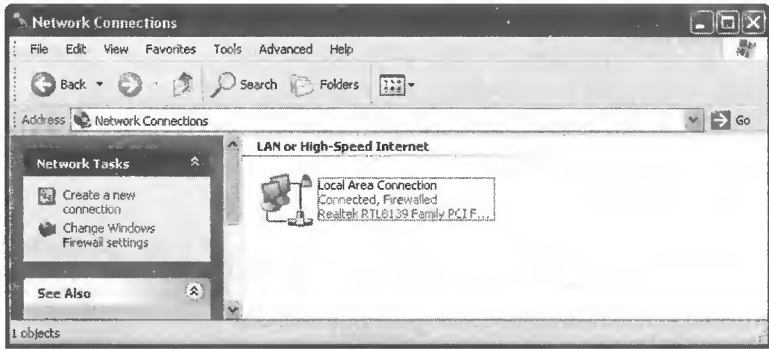 Network Connections
File Edit View Favorites Tools Advanced Help
Back Search Folders
Address Network Connections Go
LAN or High-Speed Internet
Network Tasks
Local Area Connection
Connected, Firewalled
Realtek RTL8139 Family PCI F...
Create a new
connection
Change Windows
Firewall settings
See Also
1 objects